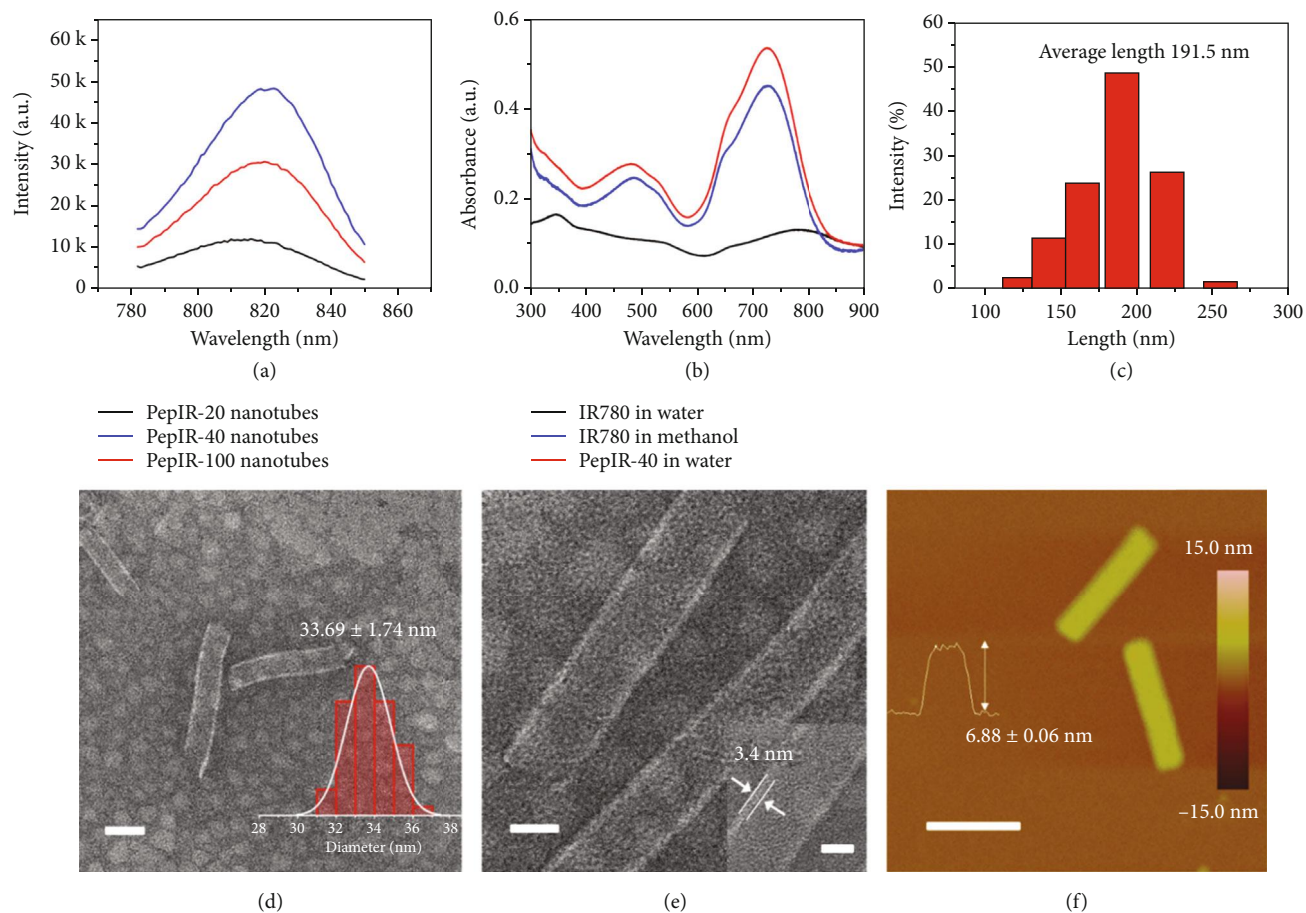 60 k
50 k
40 k
30 k
20 k
10 k
0
Intensity (a.u.)
780 800 820 840 860
Wavelength (nm)
(a)
0.6
0.4
0.2
0.0
Absorbance (a.u.)
300 400 500 600 700 800 900
Wavelength (nm)
(b)
60
50
40
30
20
10
0
Intensity (%)
Average length 191.5 nm
100 150 200 250 300
Length (nm)
(c)
PepIR-20 nanotubes
PepIR-40 nanotubes
PepIR-100 nanotubes
IR780 in water
IR780 in methanol
PepIR-40 in water
33.69 ± 1.74 nm
28 30 32 34 36 38
Diameter (nm)
(d)
3.4 nm
(e)
15.0 nm
6.88 ± 0.06 nm
–15.0 nm
(f)